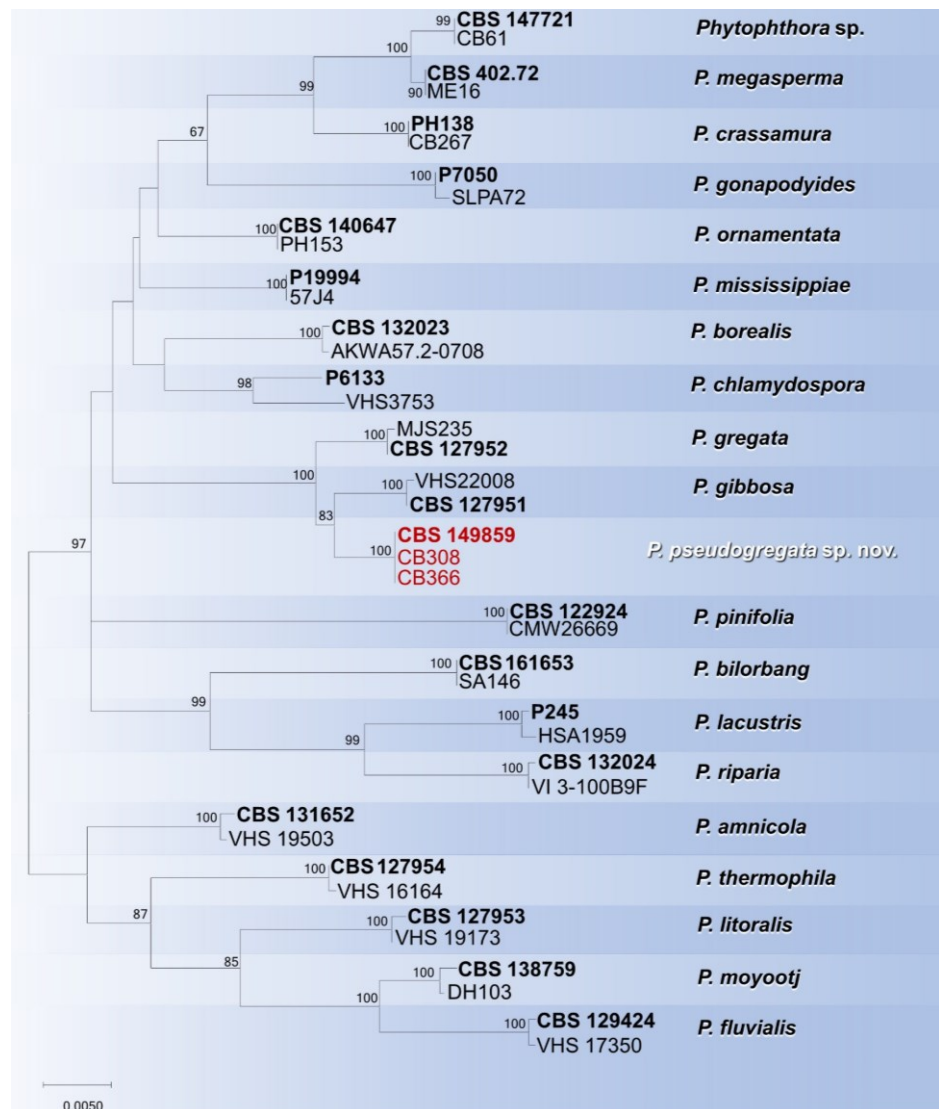 99 CBS 147721 Phytophthora sp.
100 CB61
99 CBS 402.72 P. megasperma
90 ME16
100 PH138 P. crassamura
CB267
67
100 P7050 P. gonapodyides
SLPA72
100 CBS 140647 P. ornamentata
PH153
100 P19994 P. mississippiae
57J4
100 CBS 132023 P. borealis
AKWA57.2-0708
98 P6133 P. chlamydospora
VHS3753
100 MJS235 P. gregata
CBS 127952
100
100 VHS22008 P. gibbosa
CBS 127951
83
CBS 149859
100 CB308 P. pseudogregata sp. nov.
CB366
97
100 CBS 122924 P. pinifolia
CMW26669
100 CBS 161653 P. bilorbang
SA146
99
100 P245 P. lacustris
HSA1959
99
100 CBS 132024 P. riparia
VI 3-100B9F
100 CBS 131652 P. amnicola
VHS 19503
100 CBS 127954 P. thermophila
VHS 16164
87
100 CBS 127953 P. litoralis
VHS 19173
85
100 CBS 138759 P. moyootj
DH103
100
100 CBS 129424 P. fluvialis
VHS 17350
0.0050